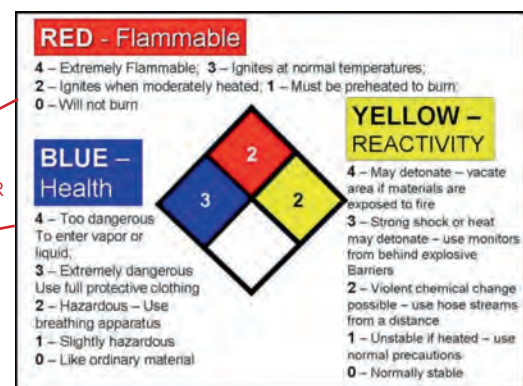 RED - Flammable
4 – Extremely Flammable; 3 – Ignites at normal temperatures;
2 – Ignites when moderately heated; 1 – Must be preheated to burn;
0 – Will not burn
BLUE –
Health
R
4 – Too dangerous
To enter vapor or
liquid;
3 – Extremely dangerous
Use full protective clothing
2 – Hazardous – Use
breathing apparatus
1 – Slightly hazardous
0 – Like ordinary material
2
3
2
YELLOW –
REACTIVITY
4 – May detonate – vacate
area if materials are
exposed to fire
3 – Strong shock or heat
may detonate – use monitors
from behind explosive
Barriers
2 – Violent chemical change
possible – use hose streams
from a distance
1 – Unstable if heated – use
normal precautions
0 – Normally stable